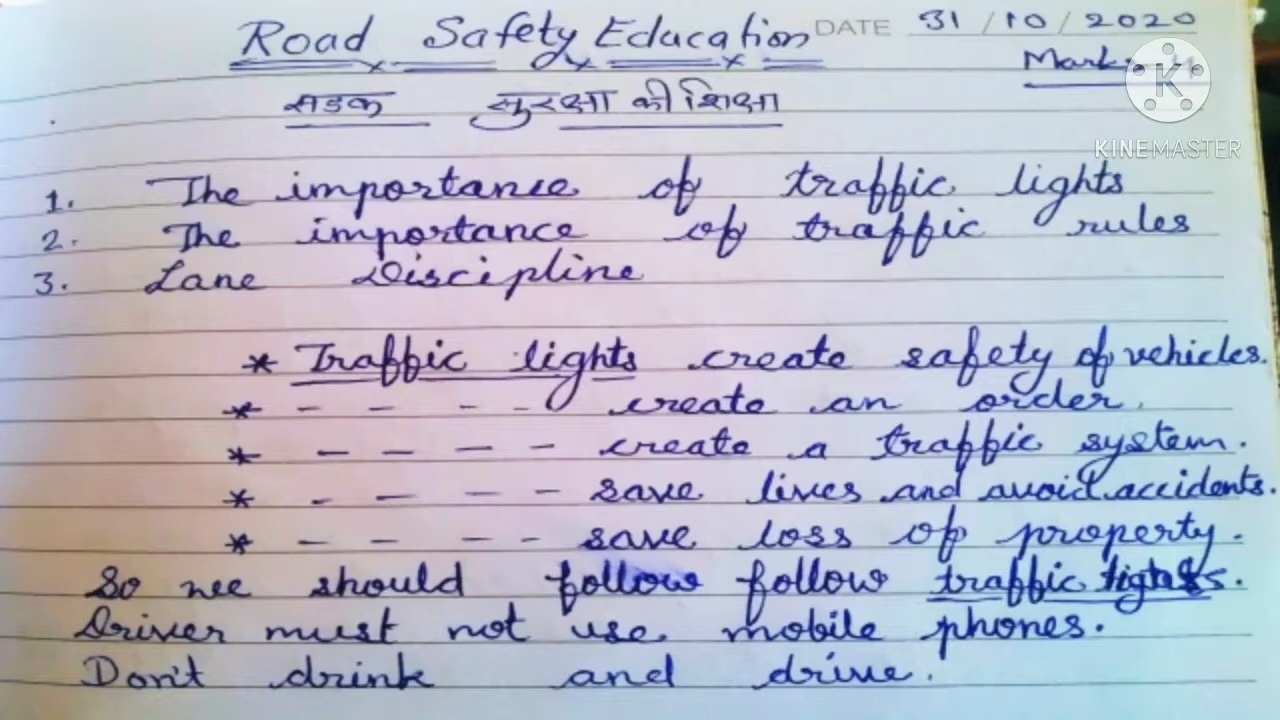 Road Safety Education DATE 31/10/2020
सडक सुरक्षा की शिक्षा
K
KINEMASTER
1. The importance of traffic lights
2. The importance of traffic rules
3. Lane Discipline
* Traffic lights create safety of vehicles.
* - - - - create an order.
* - - - - create a traffic system.
* - - - - save lives and avoid accidents.
* - - - - save loss of property.
So wee should follow follow traffic lights.
Driver must not use mobile phones.
Don't drink and drive.